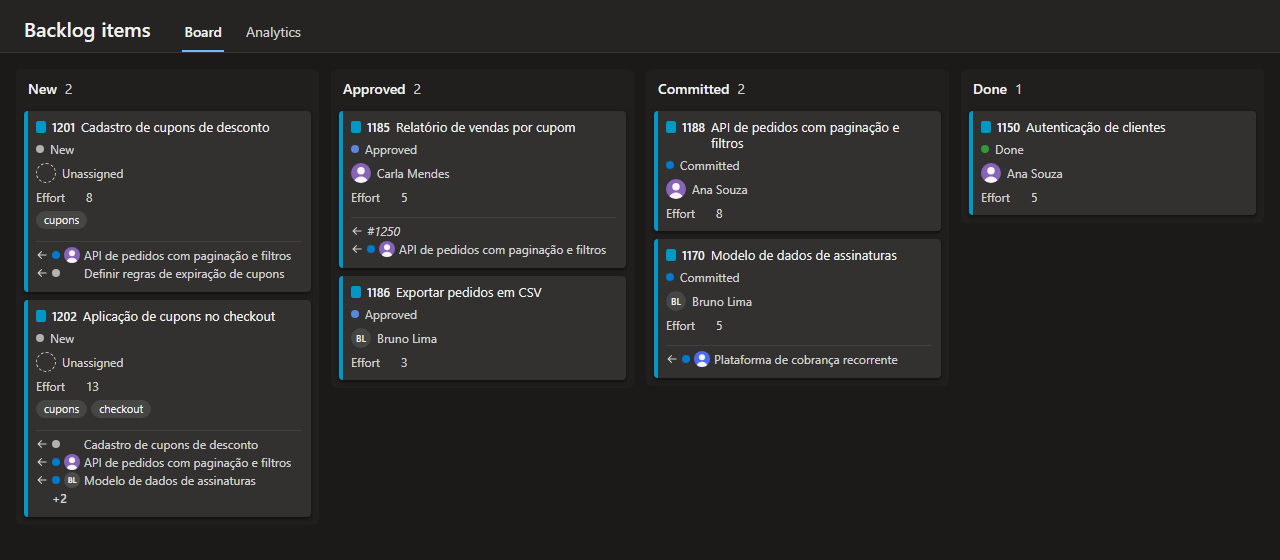 Backlog items
Board
Analytics
New 2
1201 Cadastro de cupons de desconto
New
Unassigned
Effort 8
cupons
← API de pedidos com paginação e filtros
← Definir regras de expiração de cupons
1202 Aplicação de cupons no checkout
New
Unassigned
Effort 13
cupons checkout
← Cadastro de cupons de desconto
← API de pedidos com paginação e filtros
← BL Modelo de dados de assinaturas
+2
Approved 2
1185 Relatório de vendas por cupom
Approved
Carla Mendes
Effort 5
← #1250
← API de pedidos com paginação e filtros
1186 Exportar pedidos em CSV
Approved
BL Bruno Lima
Effort 3
Committed 2
1188 API de pedidos com paginação e
filtros
Committed
Ana Souza
Effort 8
1170 Modelo de dados de assinaturas
Committed
BL Bruno Lima
Effort 5
← Plataforma de cobrança recorrente
Done 1
1150 Autenticação de clientes
Done
Ana Souza
Effort 5